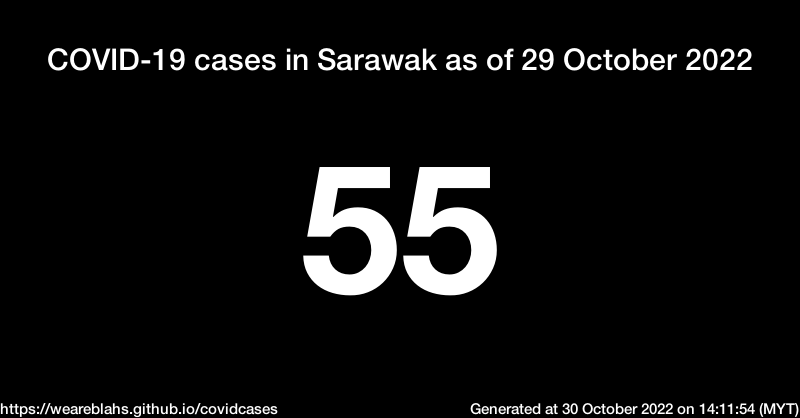 COVID-19 cases in Sarawak as of 29 October 2022
55
https://weareblahs.github.io/covidcases
Generated at 30 October 2022 on 14:11:54 (MYT)